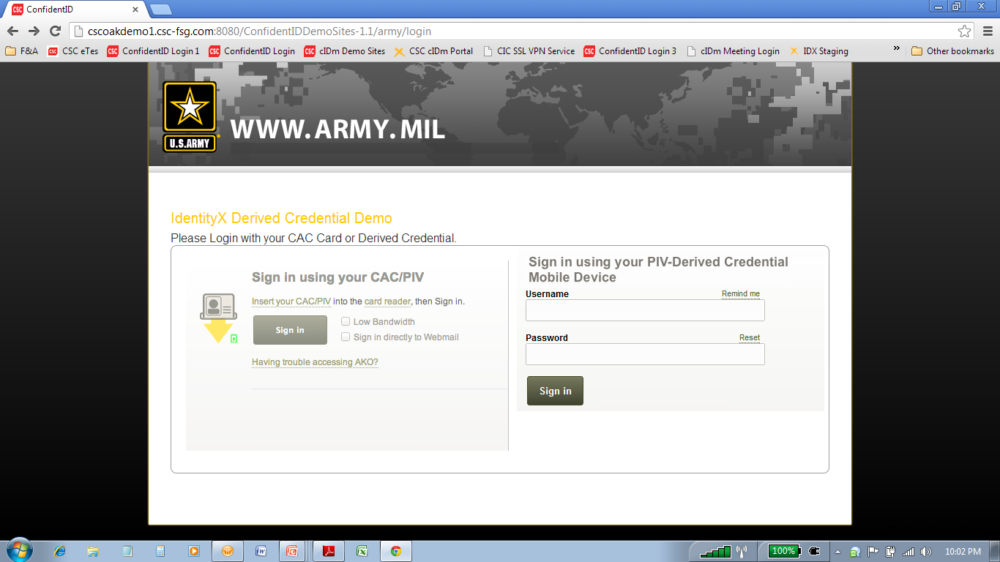 ConfidentID
cscoakdemo1.csc-fsg.com:8080/ConfidentIDDemoSites-1.1/army/login
F&A CSC CSC eTes CSC ConfidentID Login 1 CSC ConfidentID Login CSC cIDm Demo Sites CSC cIDm Portal CIC SSL VPN Service CSC ConfidentID Login 3 cIDm Meeting Login IDX Staging » Other bookmarks
U.S.ARMY
WWW.ARMY.MIL
IdentityX Derived Credential Demo
Please Login with your CAC Card or Derived Credential.
Sign in using your CAC/PIV
Insert your CAC/PIV into the card reader, then Sign in.
Sign in
Low Bandwidth
Sign in directly to Webmail
Having trouble accessing AKO?
Sign in using your PIV-Derived Credential
Mobile Device
Username Remind me
Password Reset
Sign in
100% 10:02 PM